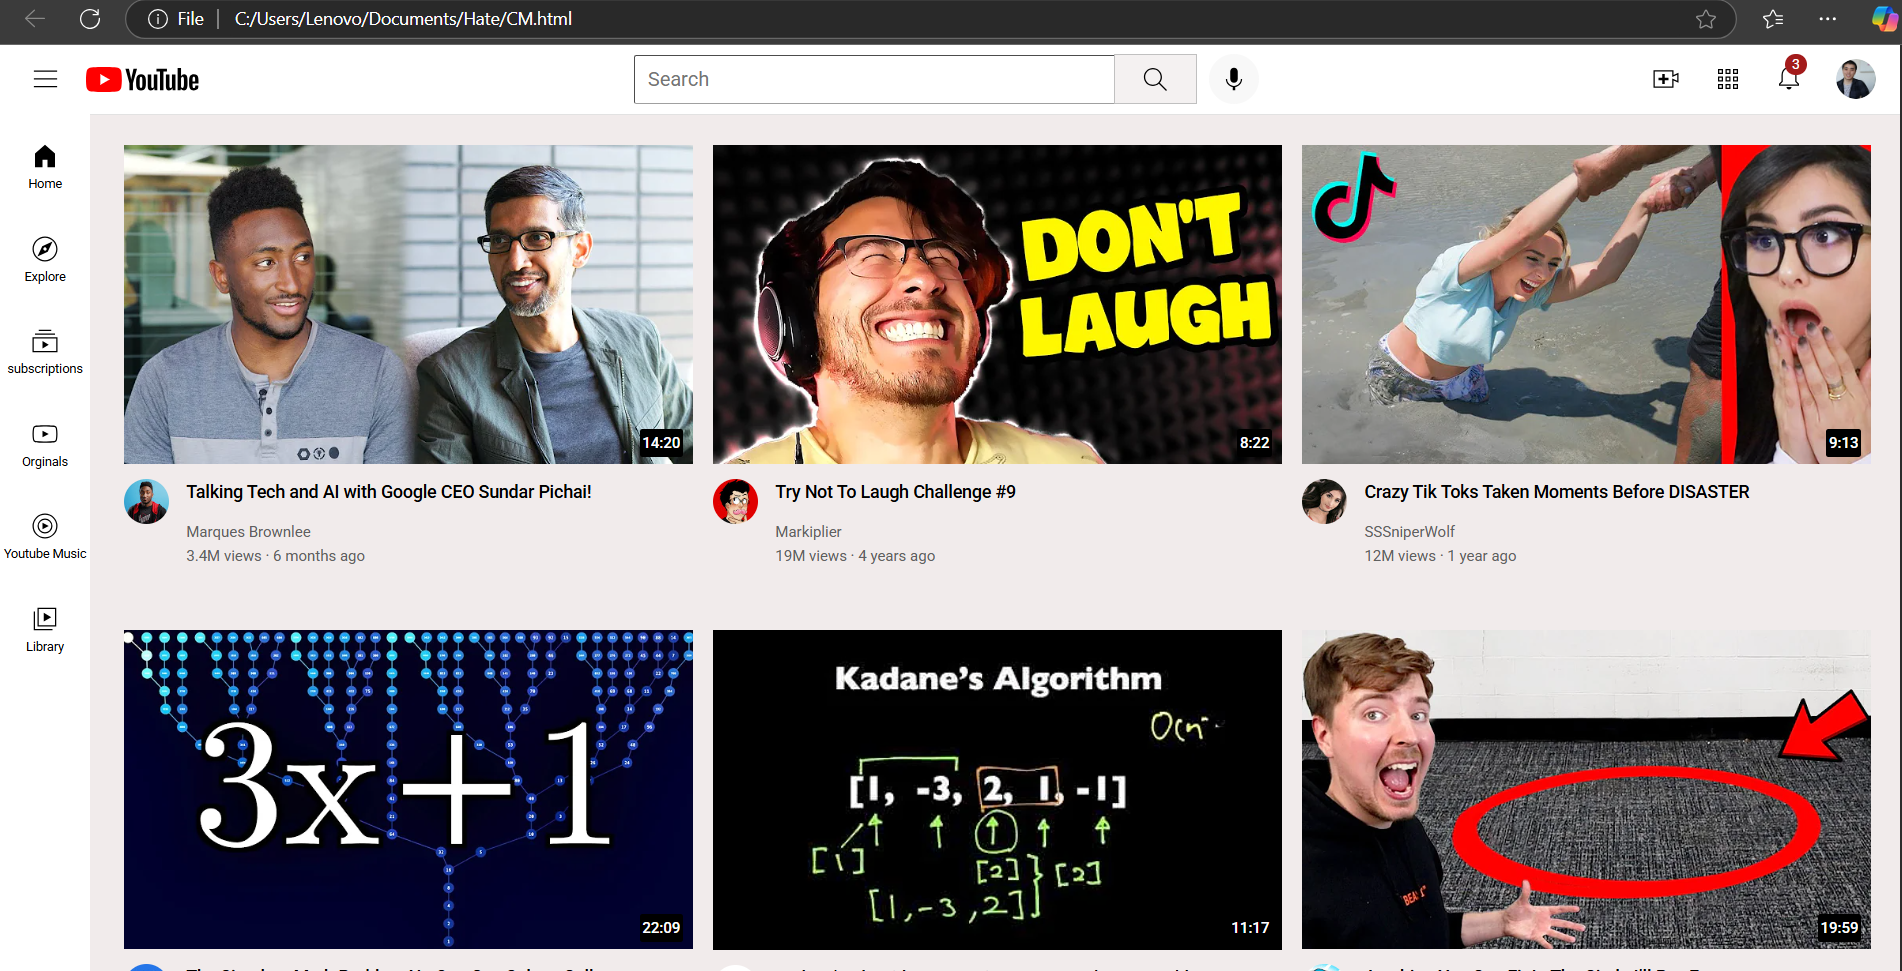 File
C:/Users/Lenovo/Documents/Hate/CM.html
YouTube
Search
3
Home
Explore
subscriptions
Orginals
Youtube Music
Library
14:20
Talking Tech and AI with Google CEO Sundar Pichai!
Marques Brownlee
3.4M views · 6 months ago
DON'T
LAUGH
8:22
Try Not To Laugh Challenge #9
Markiplier
19M views · 4 years ago
9:13
Crazy Tik Toks Taken Moments Before DISASTER
SSSniperWolf
12M views · 1 year ago
3x+1
22:09
Kadane's Algorithm
[1, -3, 2, 1, -1]
[1]
[2]
[2]
[1, -3, 2]
11:17
19:59